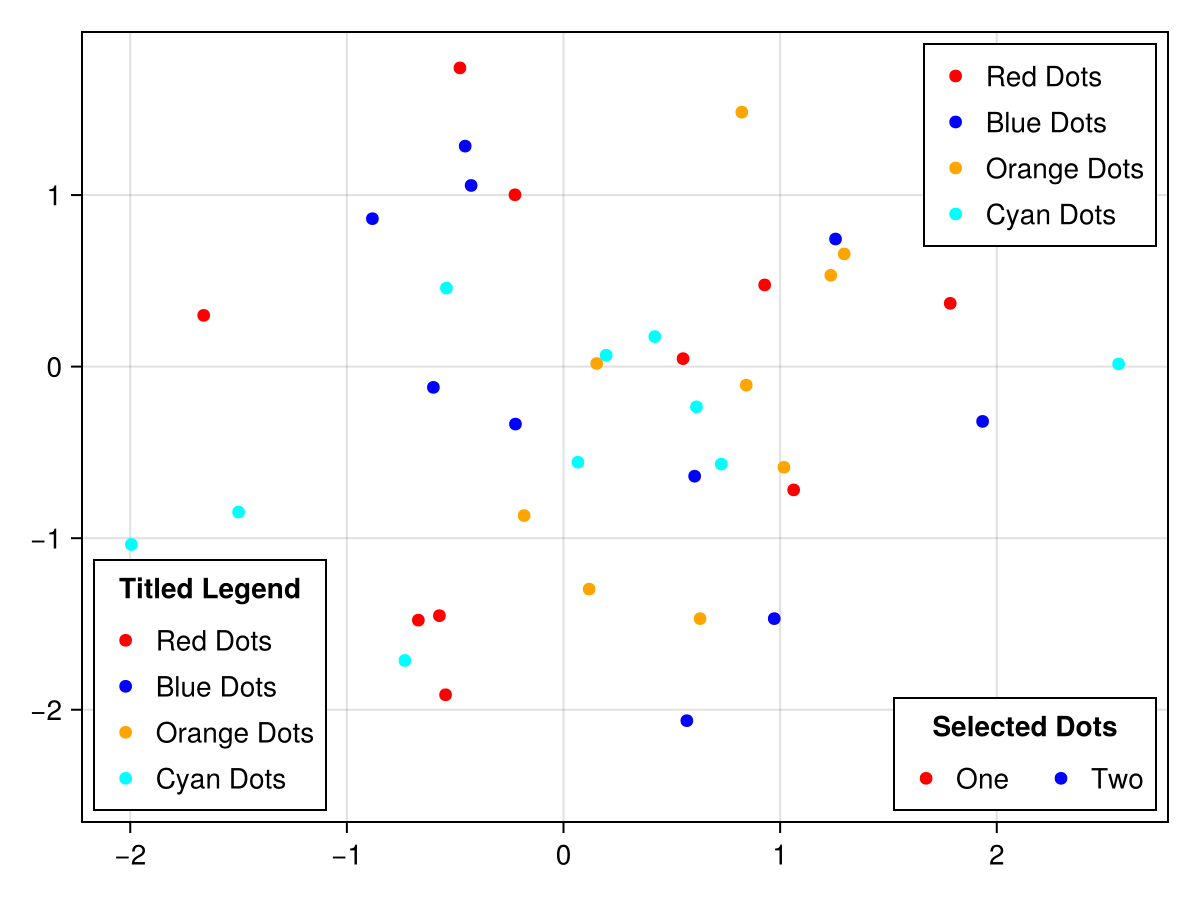 Red Dots
Blue Dots
Orange Dots
Cyan Dots
1
0
−1
−2
Titled Legend
Red Dots
Blue Dots
Orange Dots
Cyan Dots
Selected Dots
One Two
−2 −1 0 1 2